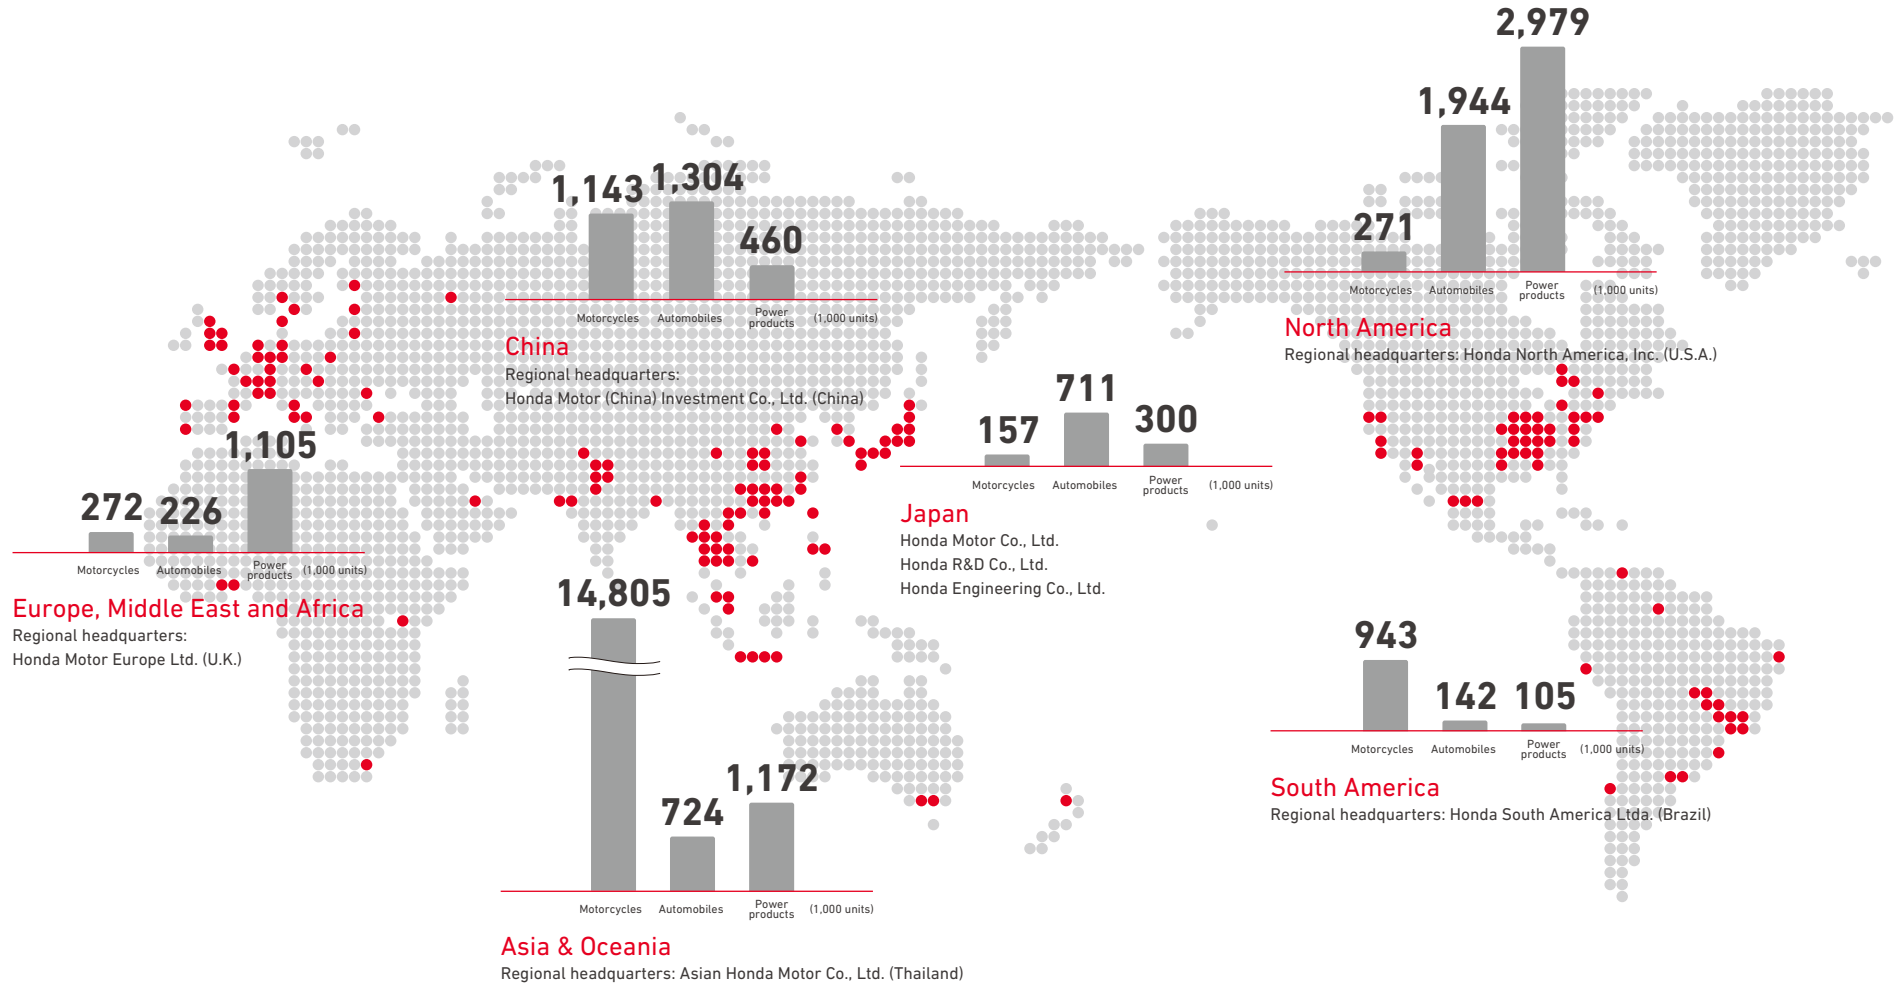 1,143
1,304
460
Motorcycles
Automobiles
Power
products
(1,000 units)
China
Regional headquarters:
Honda Motor (China) Investment Co., Ltd. (China)
271
1,944
2,979
Motorcycles
Automobiles
Power
products
(1,000 units)
North America
Regional headquarters: Honda North America, Inc. (U.S.A.)
272
226
1,105
Motorcycles
Automobiles
Power
products
(1,000 units)
Europe, Middle East and Africa
Regional headquarters:
Honda Motor Europe Ltd. (U.K.)
157
711
300
Motorcycles
Automobiles
Power
products
(1,000 units)
Japan
Honda Motor Co., Ltd.
Honda R&D Co., Ltd.
Honda Engineering Co., Ltd.
14,805
724
1,172
Motorcycles
Automobiles
Power
products
(1,000 units)
Asia & Oceania
Regional headquarters: Asian Honda Motor Co., Ltd. (Thailand)
943
142
105
Motorcycles
Automobiles
Power
products
(1,000 units)
South America
Regional headquarters: Honda South America Ltda. (Brazil)